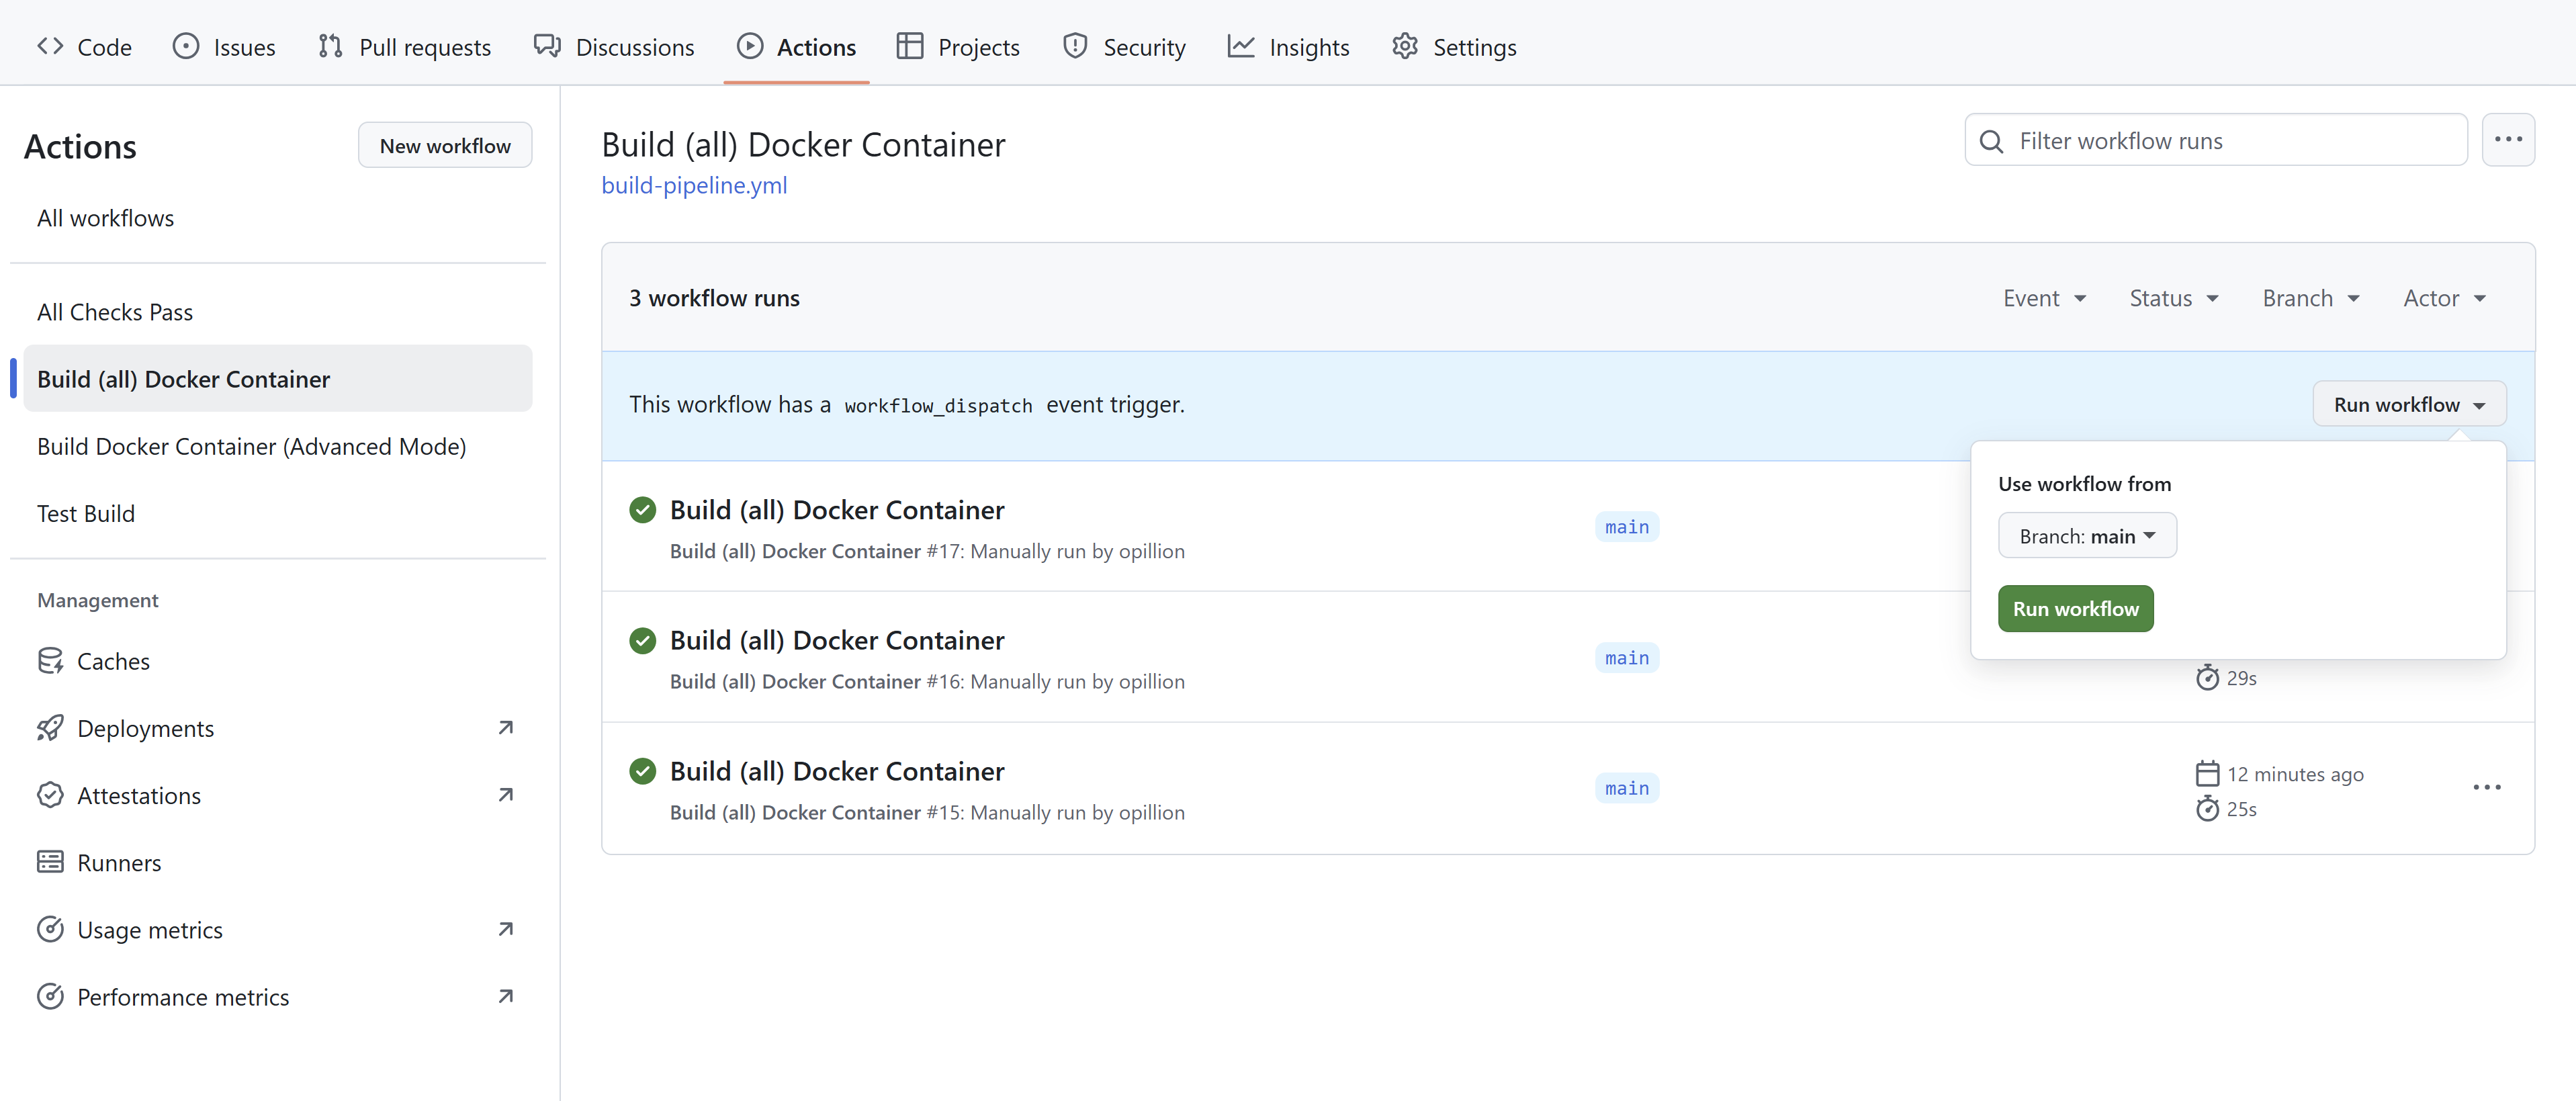 Code Issues Pull requests Discussions Actions Projects Security Insights Settings
Actions
New workflow
All workflows
All Checks Pass
Build (all) Docker Container
Build Docker Container (Advanced Mode)
Test Build
Management
Caches
Deployments
Attestations
Runners
Usage metrics
Performance metrics
Build (all) Docker Container
build-pipeline.yml
Filter workflow runs
3 workflow runs
Event Status Branch Actor
This workflow has a workflow_dispatch event trigger.
Run workflow
Use workflow from
Branch: main
Run workflow
Build (all) Docker Container
Build (all) Docker Container #17: Manually run by opillion
main
Build (all) Docker Container
Build (all) Docker Container #16: Manually run by opillion
main
29s
Build (all) Docker Container
Build (all) Docker Container #15: Manually run by opillion
main
12 minutes ago
25s